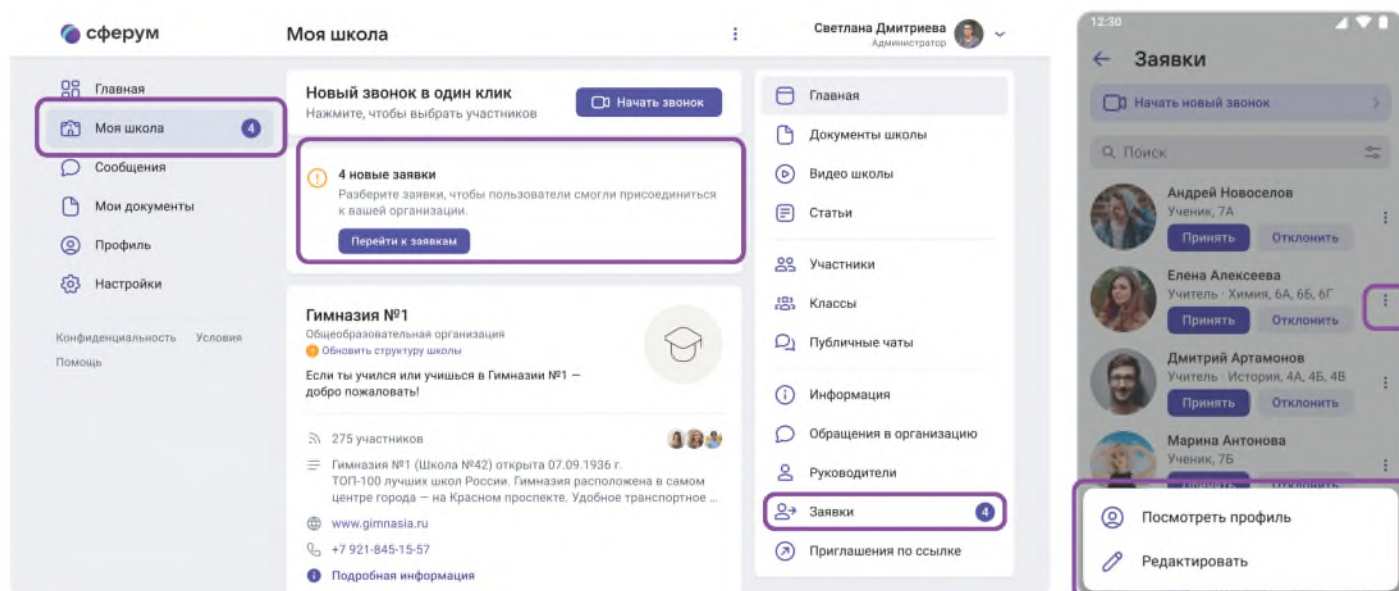 сферум
Моя школа
Светлана Дмитриева
Администратор
Главная
Моя школа
4
Сообщения
Мои документы
Профиль
Настройки
Конфиденциальность Условия
Помощь
Новый звонок в один клик
Нажмите, чтобы выбрать участников
Начать звонок
4 новые заявки
Разберите заявки, чтобы пользователи смогли присоединиться
к вашей организации.
Перейти к заявкам
Гимназия №1
Общеобразовательная организация
Обновить структуру школы
Если ты учился или учишься в Гимназии №1 —
добро пожаловать!
275 участников
Гимназия №1 (Школа №42) открыта 07.09.1936 г.
ТОП-100 лучших школ России. Гимназия расположена в самом
центре города — на Красном проспекте. Удобное транспортное ...
www.gimnasia.ru
+7 921-845-15-57
Подробная информация
Главная
Документы школы
Видео школы
Статьи
Участники
Классы
Публичные чаты
Информация
Обращения в организацию
Руководители
Заявки
4
Приглашения по ссылке
12:30
Заявки
Начать новый звонок
Поиск
Андрей Новоселов
Ученик, 7А
Принять Отклонить
Елена Алексеева
Учитель · Химия, 6А, 6Б, 6Г
Принять Отклонить
Дмитрий Артамонов
Учитель · История, 4А, 4Б, 4В
Принять Отклонить
Марина Антонова
Ученик, 7Б
Принять Отклонить
Посмотреть профиль
Редактировать